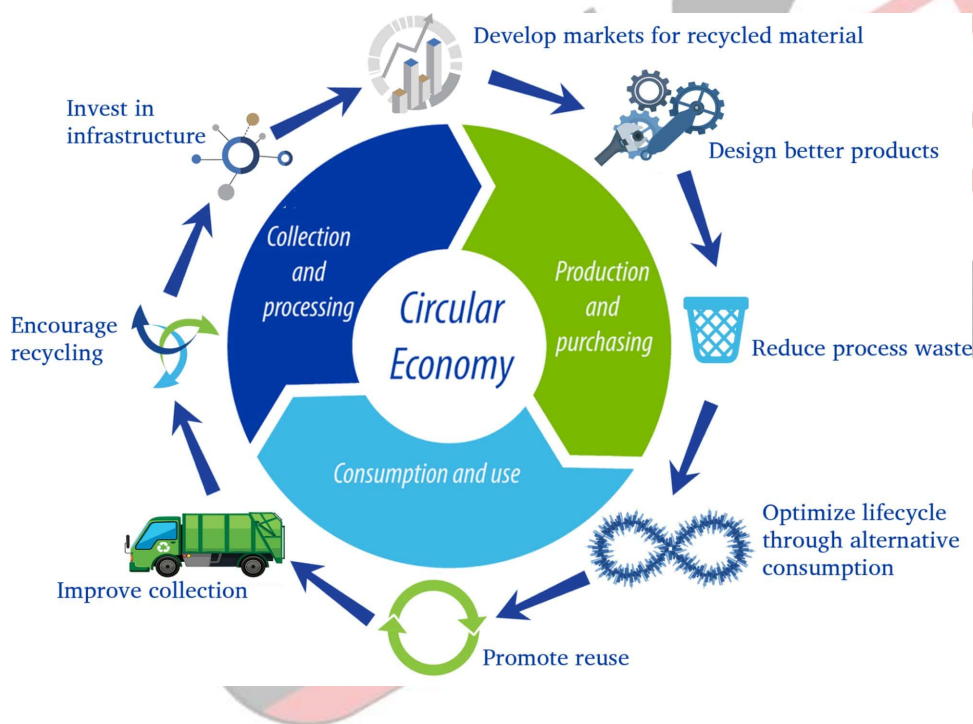 Develop markets for recycled material
Invest in
infrastructure
Design better products
Collection
and
processing
Production
and
purchasing
Circular
Economy
Encourage
recycling
Reduce process waste
Consumption and use
Optimize lifecycle
through alternative
consumption
Improve collection
Promote reuse